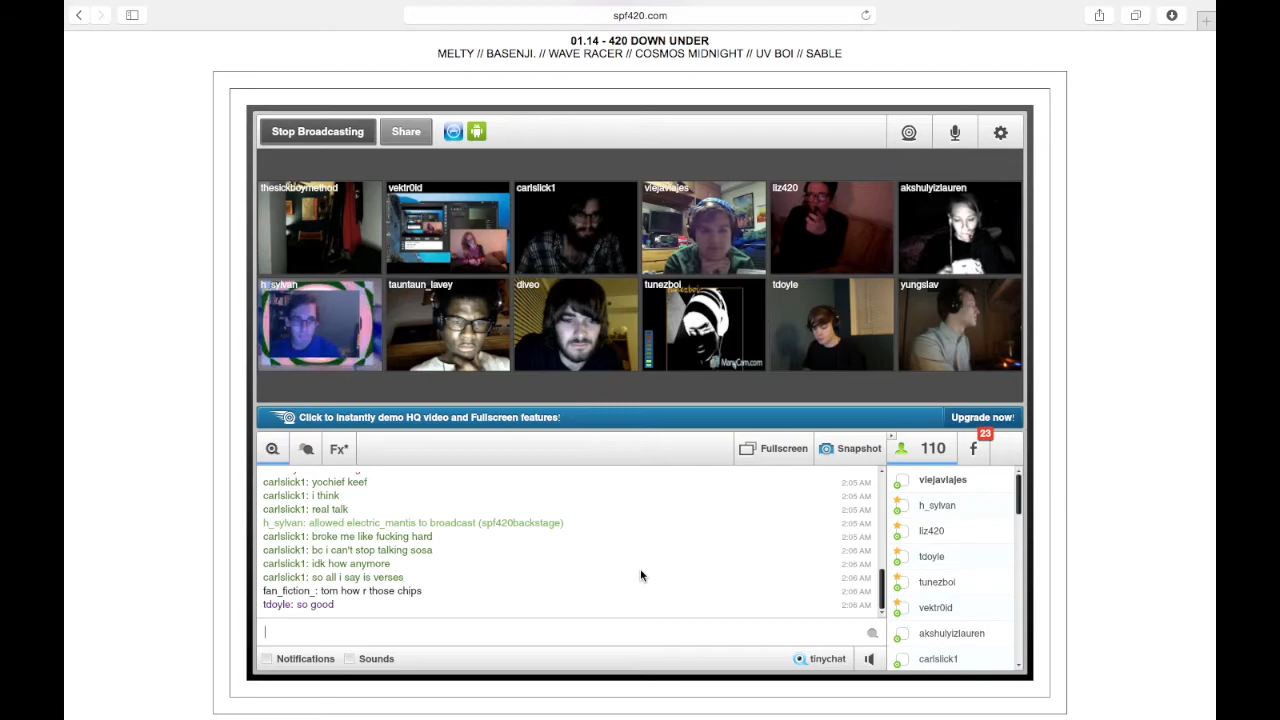 spf420.com
01.14 - 420 DOWN UNDER
MELTY // BASENJI. // WAVE RACER // COSMOS MIDNIGHT // UV BOI // SABLE
Stop Broadcasting
Share
thesickboymethod
vektr0id
carlslick1
viejaviajes
liz420
akshulyizlauren
h_sylvan
tauntaun_lavey
diveo
tunezboi
tdoyle
yungslav
ManyCam.com
Click to instantly demo HQ video and Fullscreen features!
Upgrade now!
Fx*
Fullscreen
Snapshot
110
23
carlslick1: yochief keef 2:05 AM
carlslick1: i think 2:05 AM
carlslick1: real talk 2:05 AM
h_sylvan: allowed electric_mantis to broadcast (spf420backstage) 2:05 AM
carlslick1: broke me like fucking hard 2:05 AM
carlslick1: bc i can't stop talking sosa 2:06 AM
carlslick1: idk how anymore 2:06 AM
carlslick1: so all i say is verses 2:06 AM
fan_fiction_: tom how r those chips 2:06 AM
tdoyle: so good 2:06 AM
viejaviajes
h_sylvan
liz420
tdoyle
tunezboi
vektr0id
akshulyizlauren
carlslick1
Notifications
Sounds
tinychat